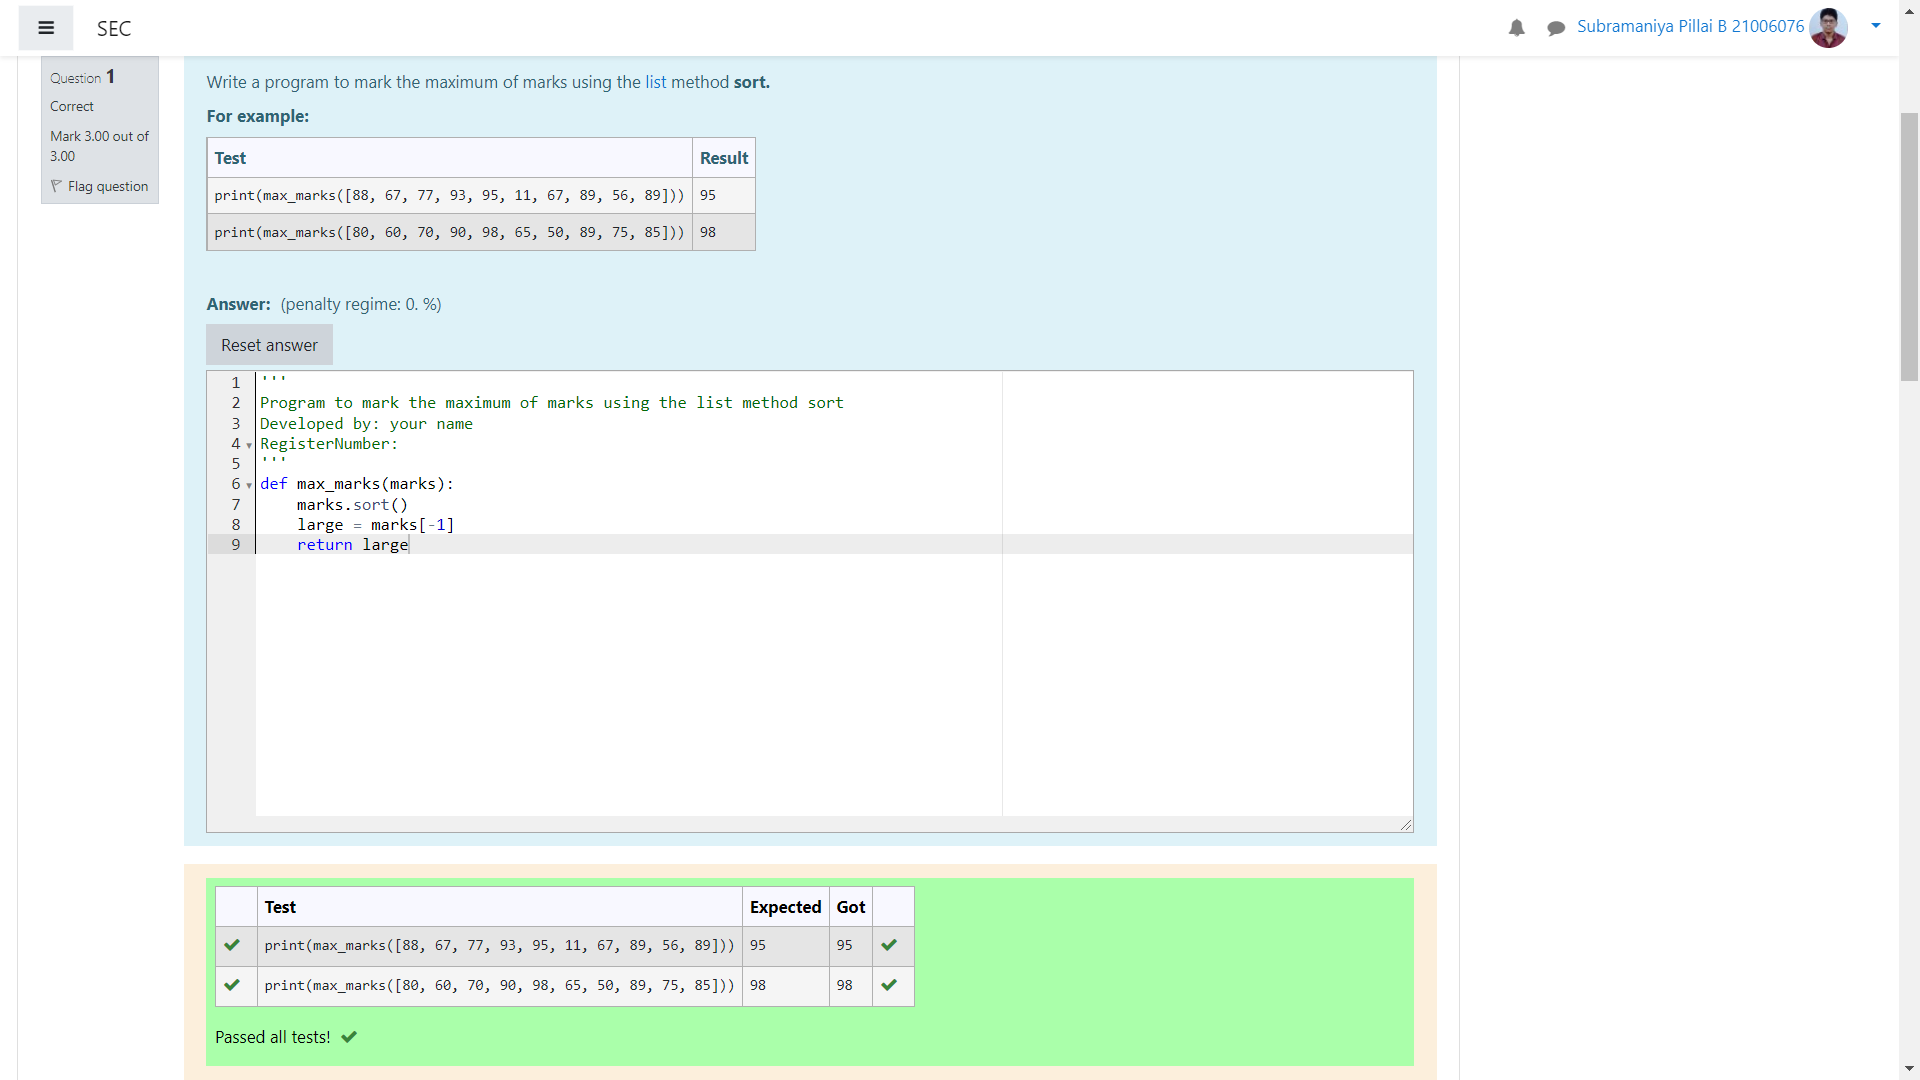 SEC
Subramaniya Pillai B 21006076
Question 1
Correct
Mark 3.00 out of
3.00
Flag question
Write a program to mark the maximum of marks using the list method sort.
For example:
Test Result
print(max_marks([88, 67, 77, 93, 95, 11, 67, 89, 56, 89])) 95
print(max_marks([80, 60, 70, 90, 98, 65, 50, 89, 75, 85])) 98
Answer: (penalty regime: 0. %)
Reset answer
1 '''
2 Program to mark the maximum of marks using the list method sort
3 Developed by: your name
4 RegisterNumber:
5 '''
6 def max_marks(marks):
7 marks.sort()
8 large = marks[-1]
9 return large
Test Expected Got
print(max_marks([88, 67, 77, 93, 95, 11, 67, 89, 56, 89])) 95 95
print(max_marks([80, 60, 70, 90, 98, 65, 50, 89, 75, 85])) 98 98
Passed all tests!